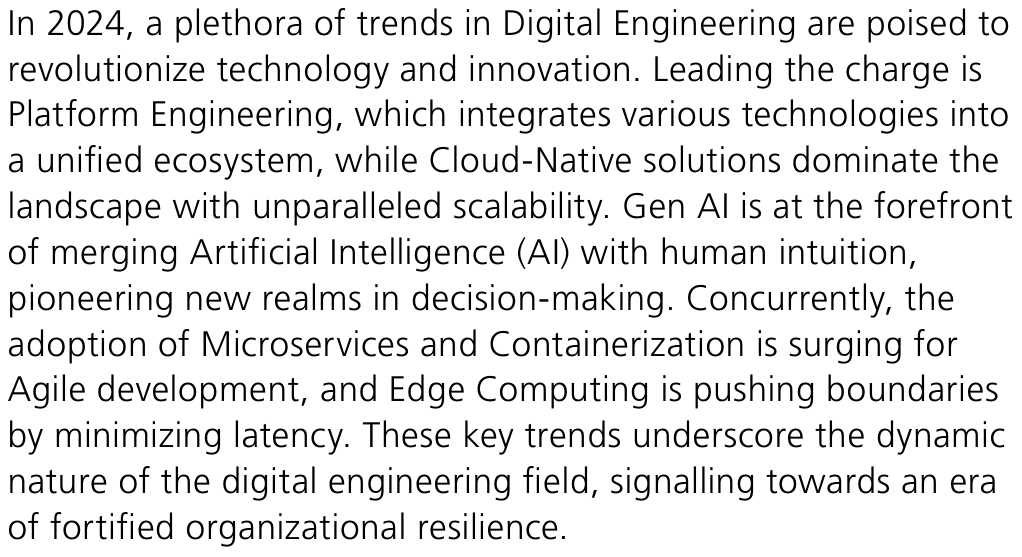 In 2024, a plethora of trends in Digital Engineering are poised to
revolutionize technology and innovation. Leading the charge is
Platform Engineering, which integrates various technologies into
a unified ecosystem, while Cloud-Native solutions dominate the
landscape with unparalleled scalability. Gen AI is at the forefront
of merging Artificial Intelligence (AI) with human intuition,
pioneering new realms in decision-making. Concurrently, the
adoption of Microservices and Containerization is surging for
Agile development, and Edge Computing is pushing boundaries
by minimizing latency. These key trends underscore the dynamic
nature of the digital engineering field, signalling towards an era
of fortified organizational resilience.